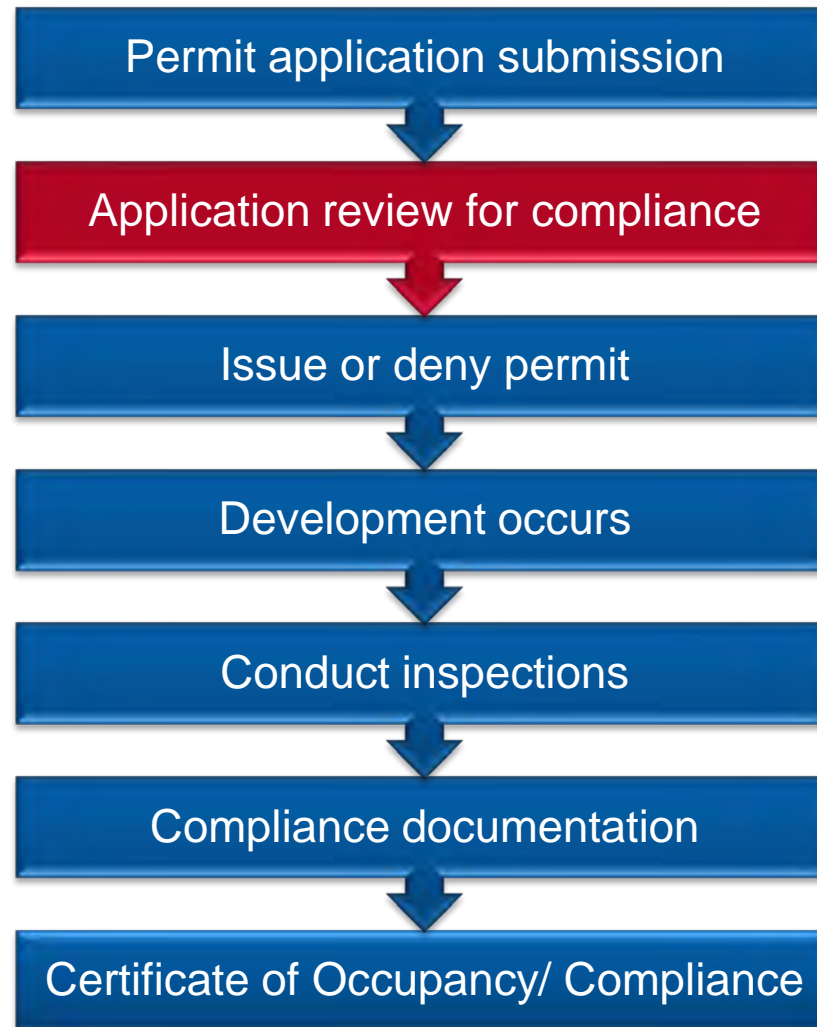 Permit application submission
Application review for compliance
Issue or deny permit
Development occurs
Conduct inspections
Compliance documentation
Certificate of Occupancy/ Compliance